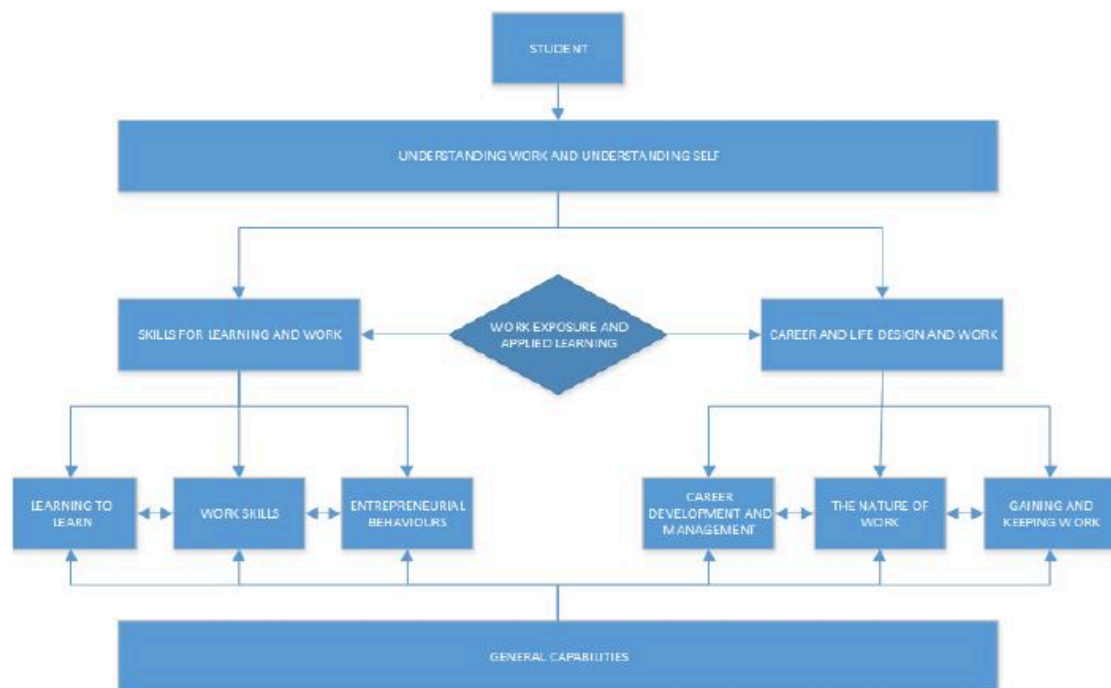 STUDENT
UNDERSTANDING WORK AND UNDERSTANDING SELF
SKILLS FOR LEARNING AND WORK
WORK EXPOSURE AND
APPLIED LEARNING
CAREER AND LIFE DESIGN AND WORK
LEARNING TO
LEARN
WORK SKILLS
ENTREPRENEURIAL
BEHAVIOURS
CAREER
DEVELOPMENT AND
MANAGEMENT
THE NATURE OF
WORK
GAINING AND
KEEPING WORK
GENERAL CAPABILITIES